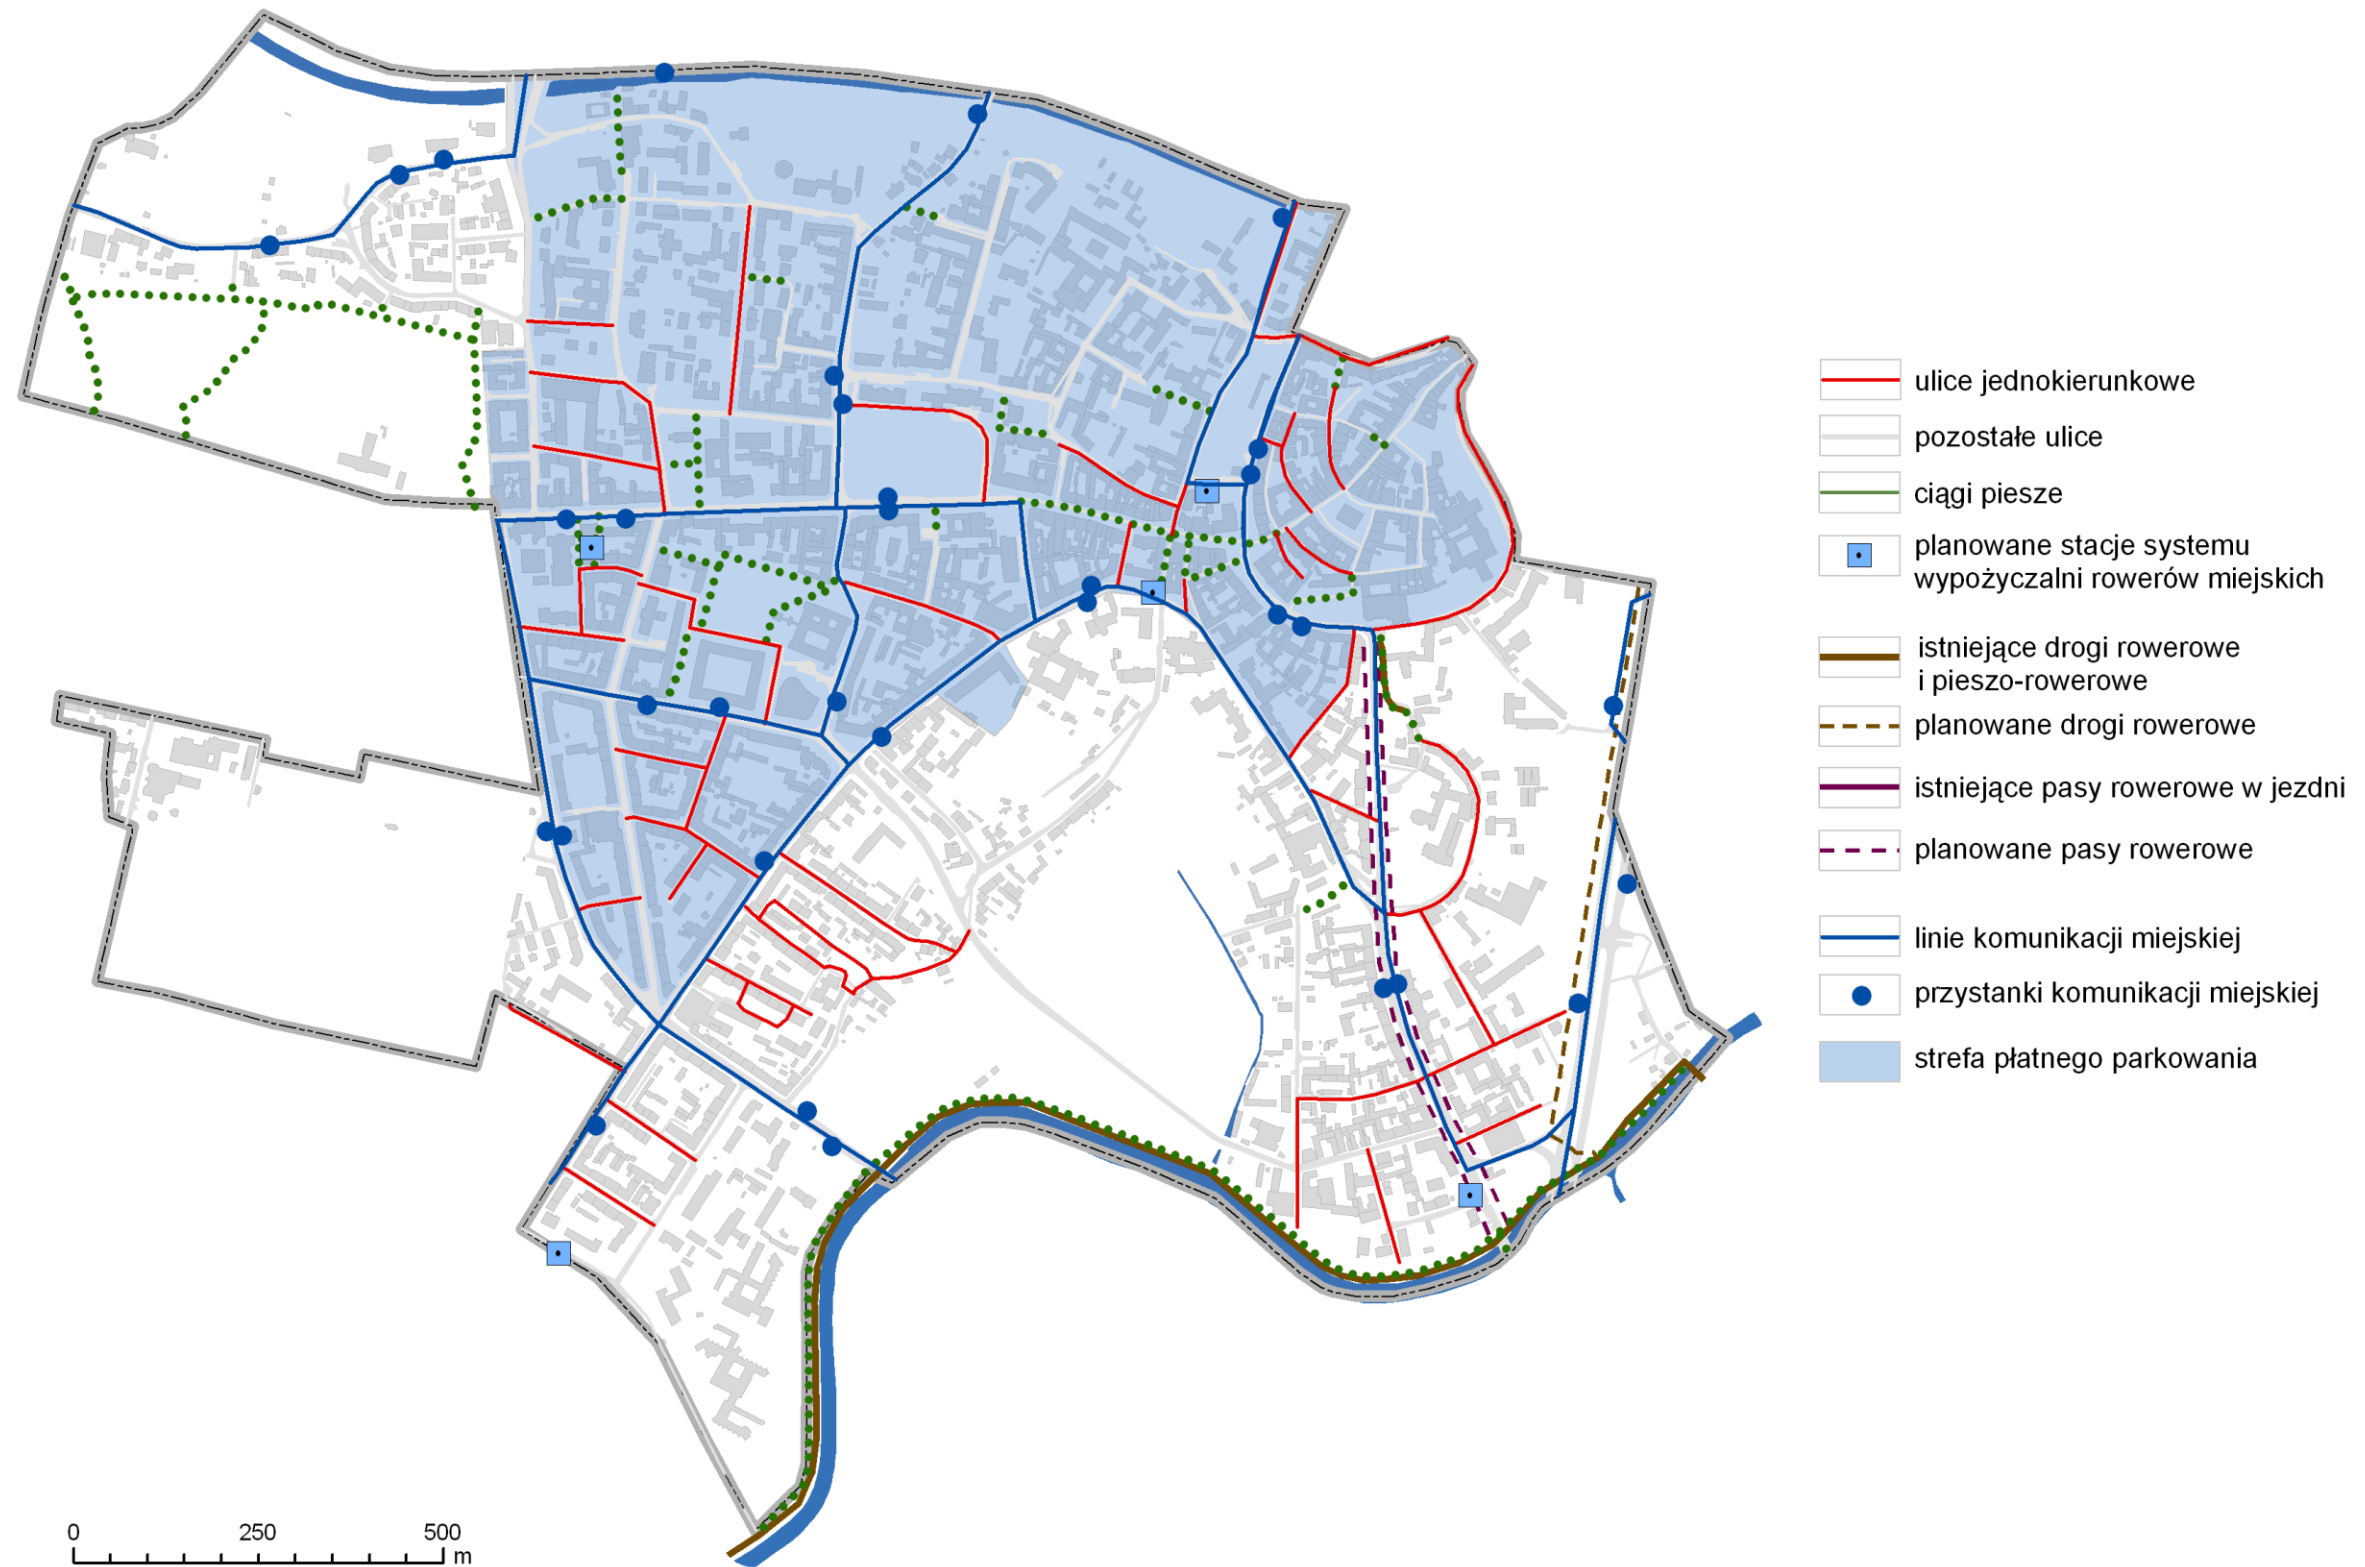 ulice jednokierunkowe
pozostałe ulice
ciągi piesze
planowane stacje systemu
wypożyczalni rowerów miejskich
istniejące drogi rowerowe
i pieszo-rowerowe
planowane drogi rowerowe
istniejące pasy rowerowe w jezdni
planowane pasy rowerowe
linie komunikacji miejskiej
przystanki komunikacji miejskiej
strefa płatnego parkowania
0 250 500
m